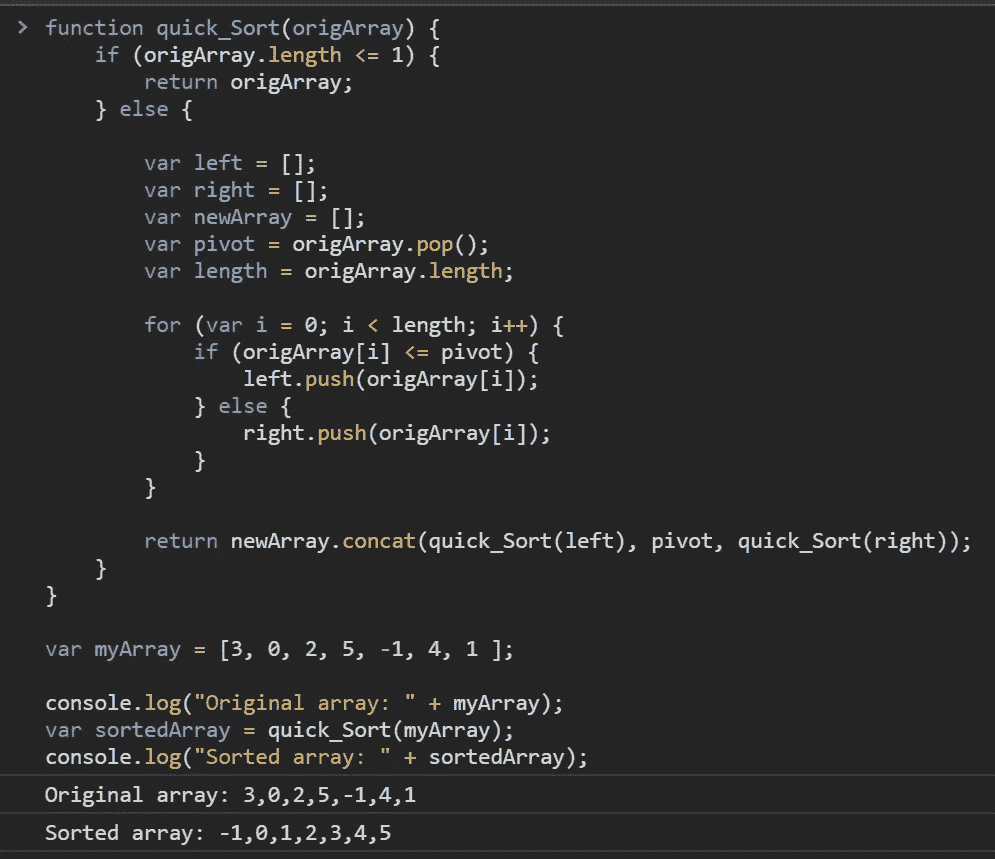 > function quick_Sort(origArray) {
    if (origArray.length <= 1) {
        return origArray;
    } else {

        var left = [];
        var right = [];
        var newArray = [];
        var pivot = origArray.pop();
        var length = origArray.length;

        for (var i = 0; i < length; i++) {
            if (origArray[i] <= pivot) {
                left.push(origArray[i]);
            } else {
                right.push(origArray[i]);
            }
        }

        return newArray.concat(quick_Sort(left), pivot, quick_Sort(right));
    }
}

var myArray = [3, 0, 2, 5, -1, 4, 1 ];

console.log("Original array: " + myArray);
var sortedArray = quick_Sort(myArray);
console.log("Sorted array: " + sortedArray);
Original array: 3,0,2,5,-1,4,1
Sorted array: -1,0,1,2,3,4,5